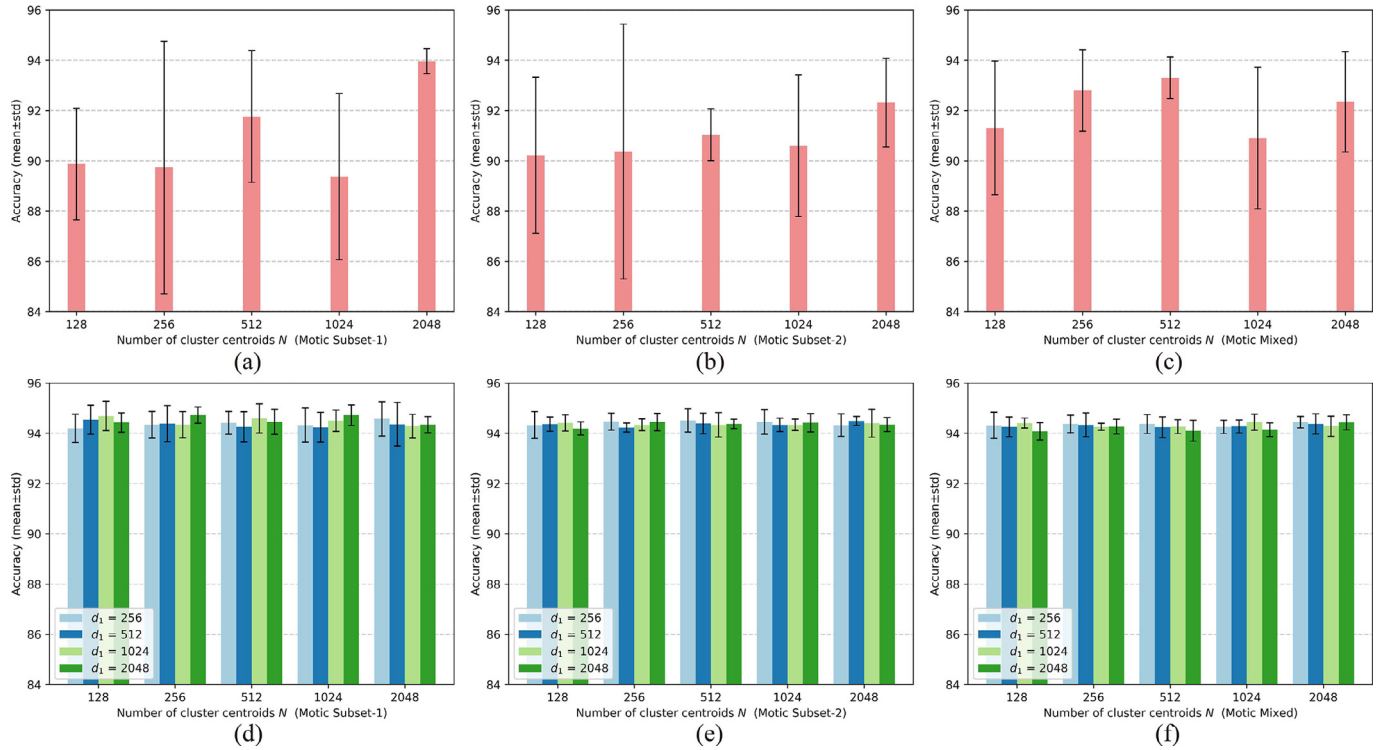 96
94
92
90
88
86
84
Accuracy (mean±std)
128 256 512 1024 2048
Number of cluster centroids N (Motic Subset-1)
(a)
96
94
92
90
88
86
84
Accuracy (mean±std)
128 256 512 1024 2048
Number of cluster centroids N (Motic Subset-2)
(b)
96
94
92
90
88
86
84
Accuracy (mean±std)
128 256 512 1024 2048
Number of cluster centroids N (Motic Mixed)
(c)
96
94
92
90
88
86
84
Accuracy (mean±std)
d₁ = 256
d₁ = 512
d₁ = 1024
d₁ = 2048
128 256 512 1024 2048
Number of cluster centroids N (Motic Subset-1)
(d)
96
94
92
90
88
86
84
Accuracy (mean±std)
d₁ = 256
d₁ = 512
d₁ = 1024
d₁ = 2048
128 256 512 1024 2048
Number of cluster centroids N (Motic Subset-2)
(e)
96
94
92
90
88
86
84
Accuracy (mean±std)
d₁ = 256
d₁ = 512
d₁ = 1024
d₁ = 2048
128 256 512 1024 2048
Number of cluster centroids N (Motic Mixed)
(f)